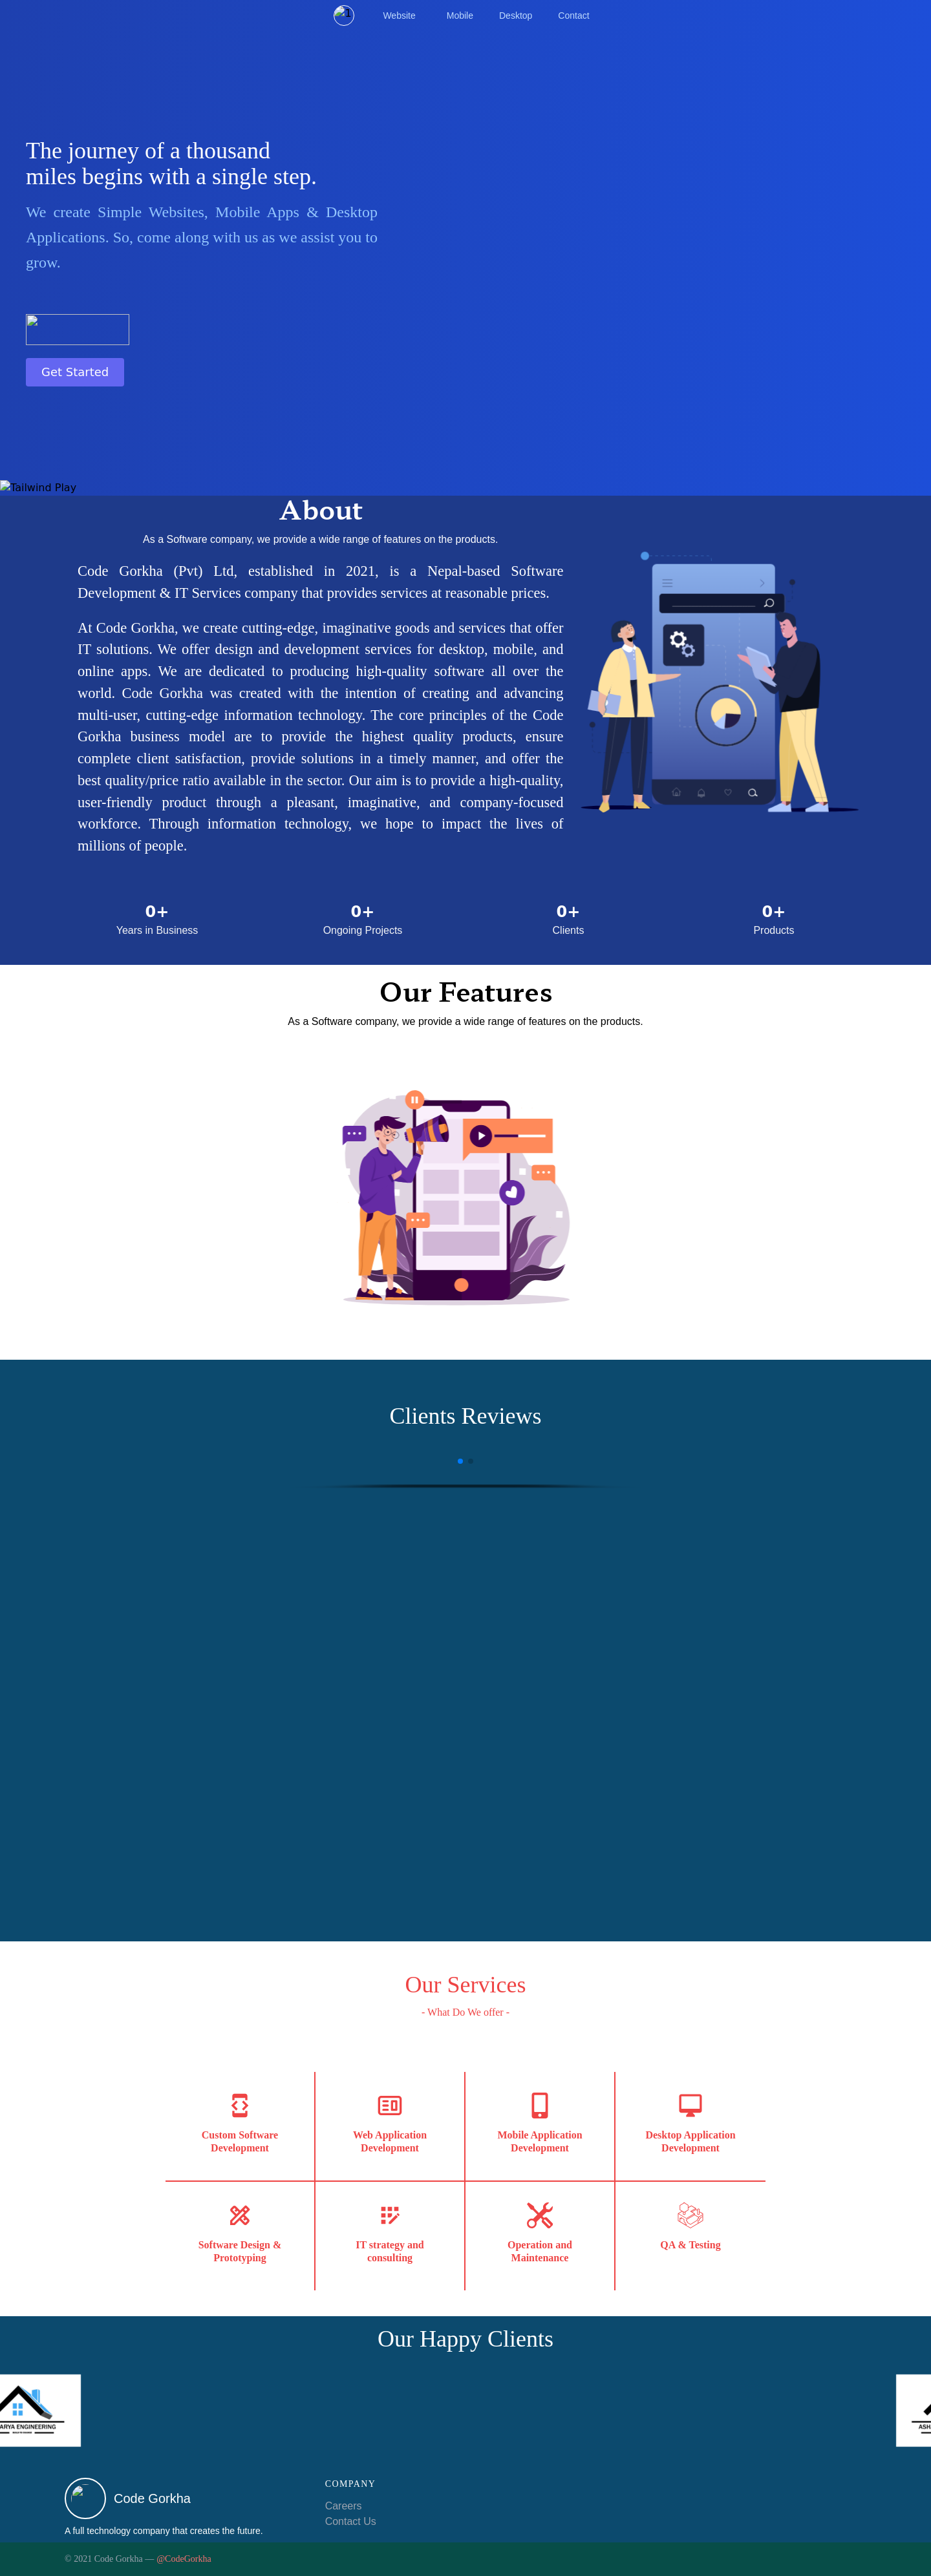 Website Mobile Desktop Contact
The journey of a thousand
miles begins with a single step.
We create Simple Websites, Mobile Apps & Desktop
Applications. So, come along with us as we assist you to
grow.
Get Started
Tailwind Play
About
As a Software company, we provide a wide range of features on the products.
Code Gorkha (Pvt) Ltd, established in 2021, is a Nepal-based Software
Development & IT Services company that provides services at reasonable prices.
At Code Gorkha, we create cutting-edge, imaginative goods and services that offer
IT solutions. We offer design and development services for desktop, mobile, and
online apps. We are dedicated to producing high-quality software all over the
world. Code Gorkha was created with the intention of creating and advancing
multi-user, cutting-edge information technology. The core principles of the Code
Gorkha business model are to provide the highest quality products, ensure
complete client satisfaction, provide solutions in a timely manner, and offer the
best quality/price ratio available in the sector. Our aim is to provide a high-quality,
user-friendly product through a pleasant, imaginative, and company-focused
workforce. Through information technology, we hope to impact the lives of
millions of people.
0+ 0+ 0+ 0+
Years in Business Ongoing Projects Clients Products
Our Features
As a Software company, we provide a wide range of features on the products.
Clients Reviews
Our Services
- What Do We offer -
Custom Software
Development
Web Application
Development
Mobile Application
Development
Desktop Application
Development
Software Design &
Prototyping
IT strategy and
consulting
Operation and
Maintenance
QA & Testing
Our Happy Clients
ARYA ENGINEERING
ASH
Code Gorkha
A full technology company that creates the future.
COMPANY
Careers
Contact Us
© 2021 Code Gorkha — @CodeGorkha